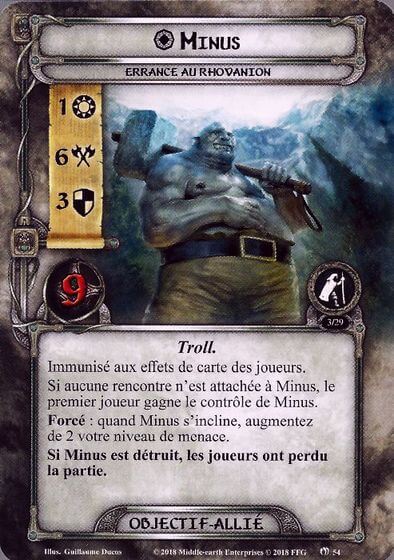 MINUS
ERRANCE AU RHOVANION
1
6
3
9
3/29
Troll.
Immunisé aux effets de carte des joueurs.
Si aucune rencontre n'est attachée à Minus, le
premier joueur gagne le contrôle de Minus.
Forcé : quand Minus s'incline, augmentez
de 2 votre niveau de menace.
Si Minus est détruit, les joueurs ont perdu
la partie.
OBJECTIF-ALLIÉ
Illus. Guillaume Ducos © 2018 Middle-earth Enterprises © 2018 FFG 54